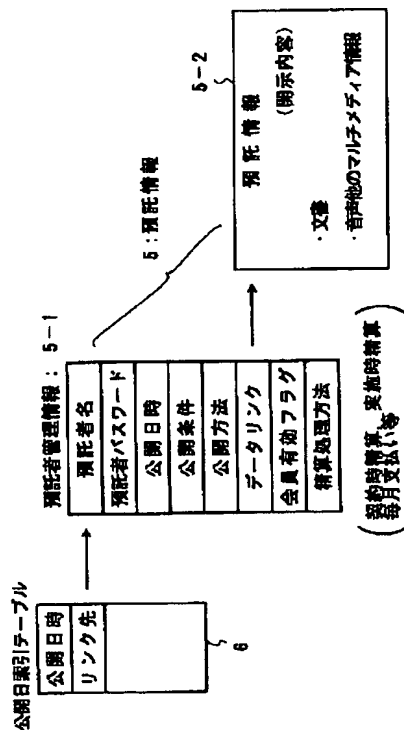 公開日索引テーブル
公開日時
リンク先
6
預託者管理情報： 5-1
預託者名
預託者パスワード
公開日時
公開条件
公開方法
データリンク
会員有効フラグ
精算処理方法
(契約時精算、実施時精算
毎月支払い等)
5：預託情報
5-2
預託情報
(開示内容)
・文書
・音声他のマルチメディア情報